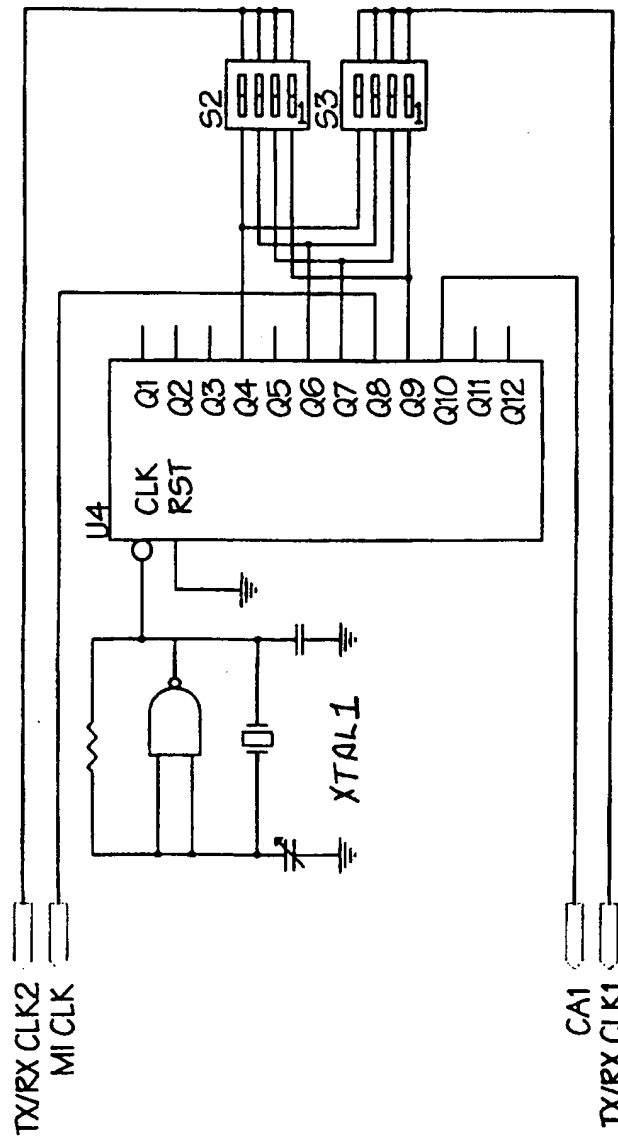 TX/RX CLK2
MI CLK
XTAL1
U4
CLK
RST
Q1
Q2
Q3
Q4
Q5
Q6
Q7
Q8
Q9
Q10
Q11
Q12
S2
1
S3
1
CA1
TX/RX CLK1